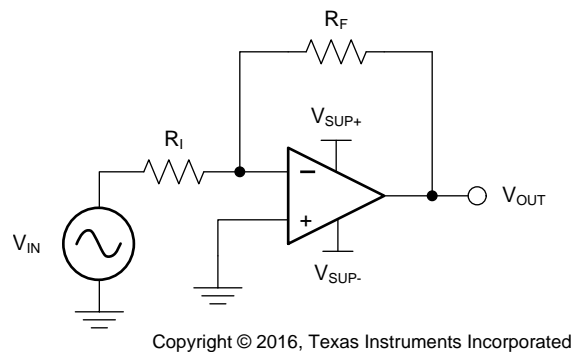 RF
VSUP+
RI
−
+
VOUT
VIN
VSUP-
Copyright © 2016, Texas Instruments Incorporated